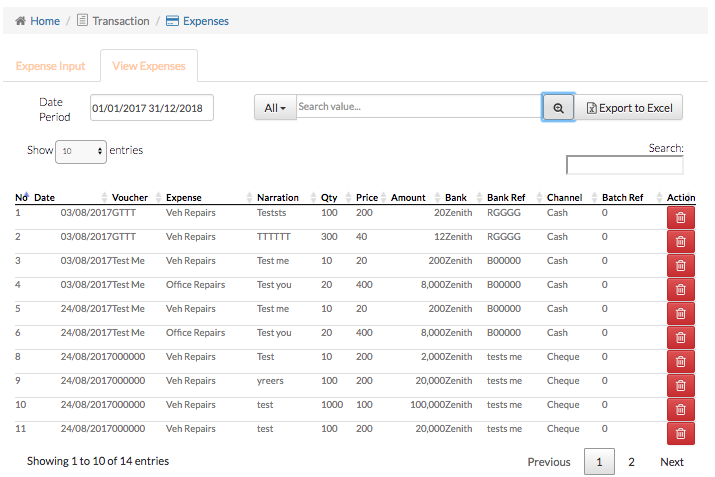 Home / Transaction / Expenses
Expense Input View Expenses
Date Period 01/01/2017 31/12/2018 All Search value... Export to Excel
Show 10 entries Search:
No Date Voucher Expense Narration Qty Price Amount Bank Bank Ref Channel Batch Ref Action
1 03/08/2017 GTTT Veh Repairs Teststs 100 200 20 Zenith RGGGG Cash 0
2 03/08/2017 GTTT Veh Repairs TTTTTT 300 40 12 Zenith RGGGG Cash 0
3 03/08/2017 Test Me Veh Repairs Test me 10 20 200 Zenith B00000 Cash 0
4 03/08/2017 Test Me Office Repairs Test you 20 400 8,000 Zenith B00000 Cash 0
5 24/08/2017 Test Me Veh Repairs Test me 10 20 200 Zenith B00000 Cash 0
6 24/08/2017 Test Me Office Repairs Test you 20 400 8,000 Zenith B00000 Cash 0
8 24/08/2017 000000 Veh Repairs Test 10 200 2,000 Zenith tests me Cheque 0
9 24/08/2017 000000 Veh Repairs yreers 100 200 20,000 Zenith tests me Cheque 0
10 24/08/2017 000000 Veh Repairs test 1000 100 100,000 Zenith tests me Cheque 0
11 24/08/2017 000000 Veh Repairs test 100 200 20,000 Zenith tests me Cheque 0
Showing 1 to 10 of 14 entries Previous 1 2 Next